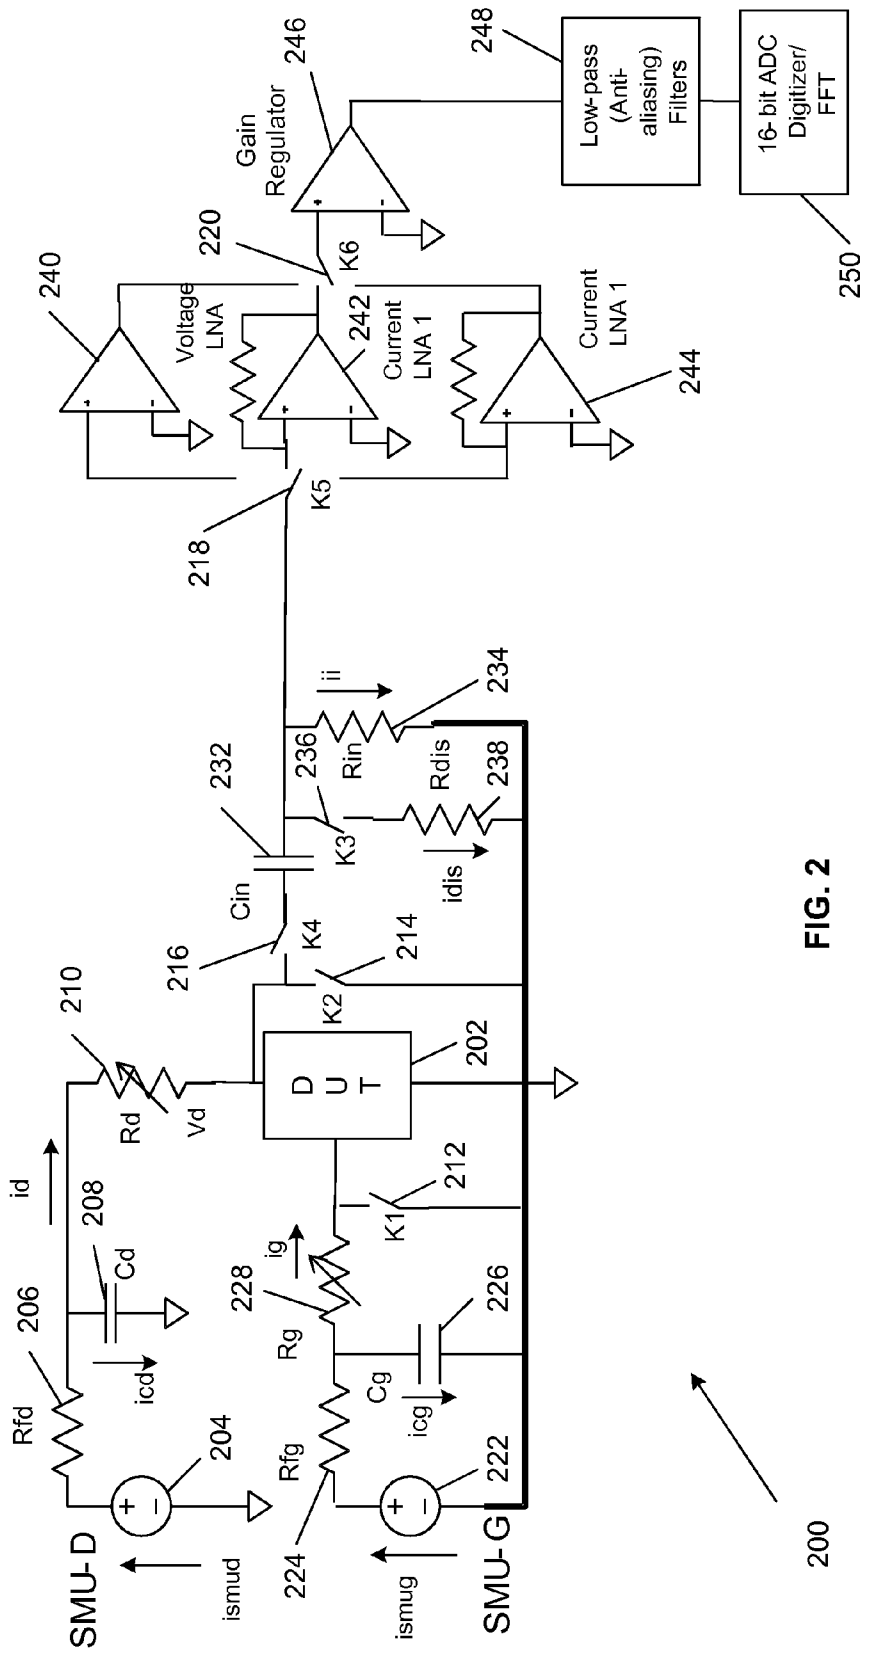 240
Voltage
LNA
220
K6
Gain
Regulator
246
248
Low-pass
(Anti-
aliasing)
Filters
16-bit ADC
Digitizer/
FFT
250
+
-
+
-
242
Current
LNA 1
+
-
Current
LNA 1
244
+
-
218
K5
210
Rd
Vd
id
208
Cd
icd
206
Rfd
204
+
−
SMU-D
ismud
216
K4
Cin
232
236
K3
ii
Rin
234
Rdis
238
idis
K2
214
D
U
T
202
212
K1
ig
228
Rg
226
Cg
icg
Rfg
224
222
+
−
SMU-G
ismug
200
FIG. 2